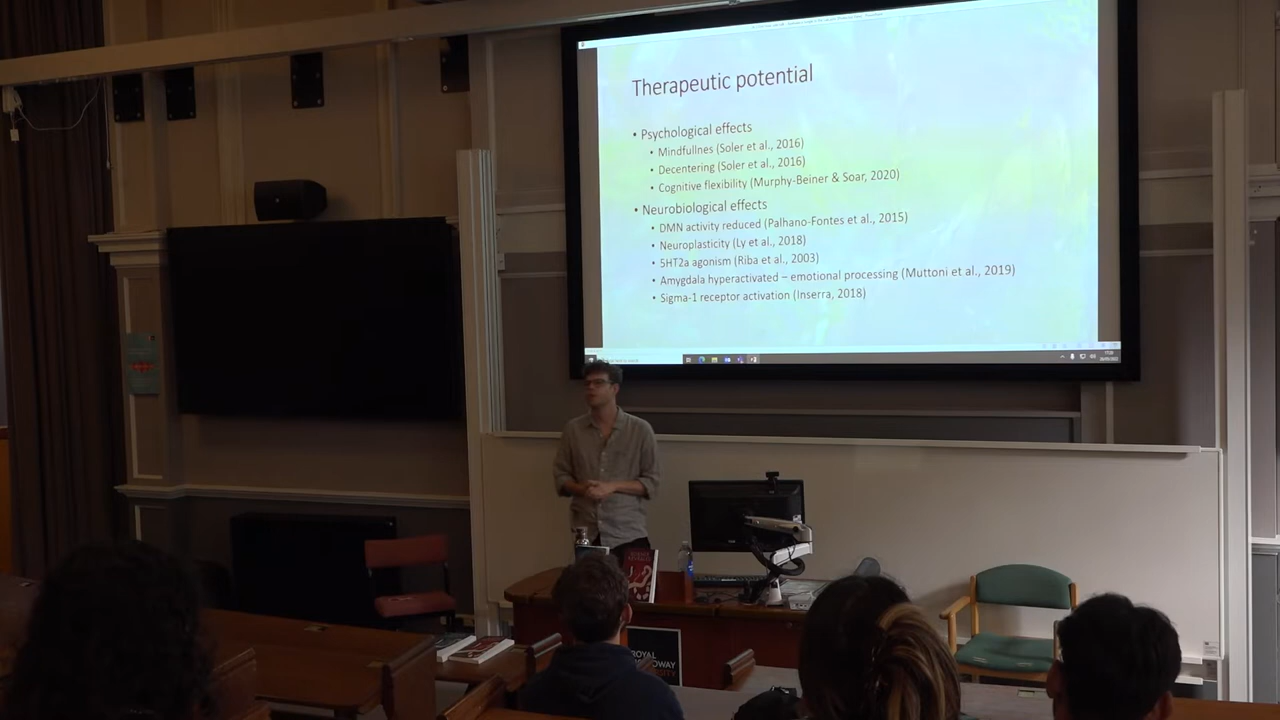 Therapeutic potential
• Psychological effects
• Mindfullnes (Soler et al., 2016)
• Decentering (Soler et al., 2016)
• Cognitive flexibility (Murphy-Beiner & Soar, 2020)
• Neurobiological effects
• DMN activity reduced (Palhano-Fontes et al., 2015)
• Neuroplasticity (Ly et al., 2018)
• 5HT2a agonism (Riba et al., 2003)
• Amygdala hyperactivated – emotional processing (Muttoni et al., 2019)
• Sigma-1 receptor activation (Inserra, 2018)
ROYAL